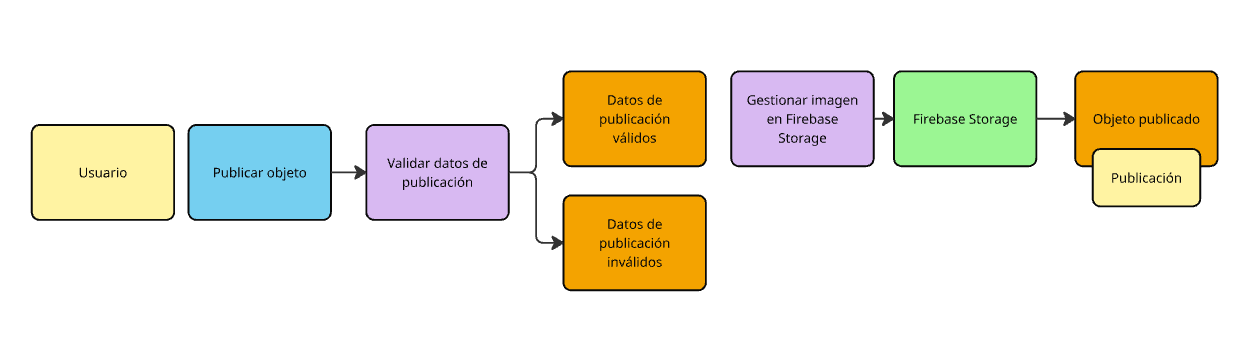 Usuario
Publicar objeto
Validar datos de
publicación
Datos de
publicación
válidos
Datos de
publicación
inválidos
Gestionar imagen
en Firebase
Storage
Firebase Storage
Objeto publicado
Publicación